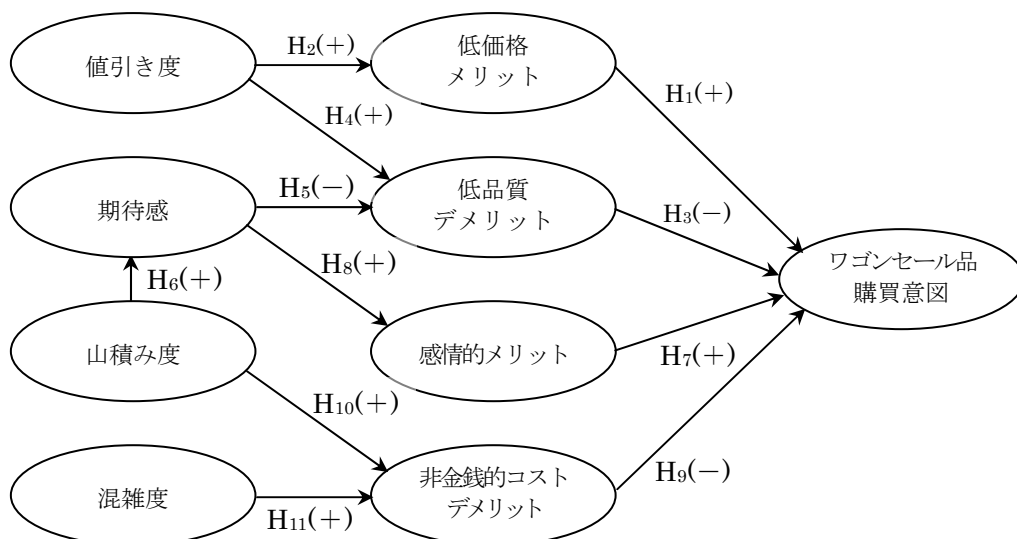 値引き度
H₂(+)
低価格
メリット
H₁(+)
H₄(+)
期待感
H₅(−)
低品質
デメリット
H₃(−)
H₆(+)
H₈(+)
ワゴンセール品
購買意図
山積み度
感情的メリット
H₇(+)
H₁₀(+)
混雑度
H₁₁(+)
非金銭的コスト
デメリット
H₉(−)